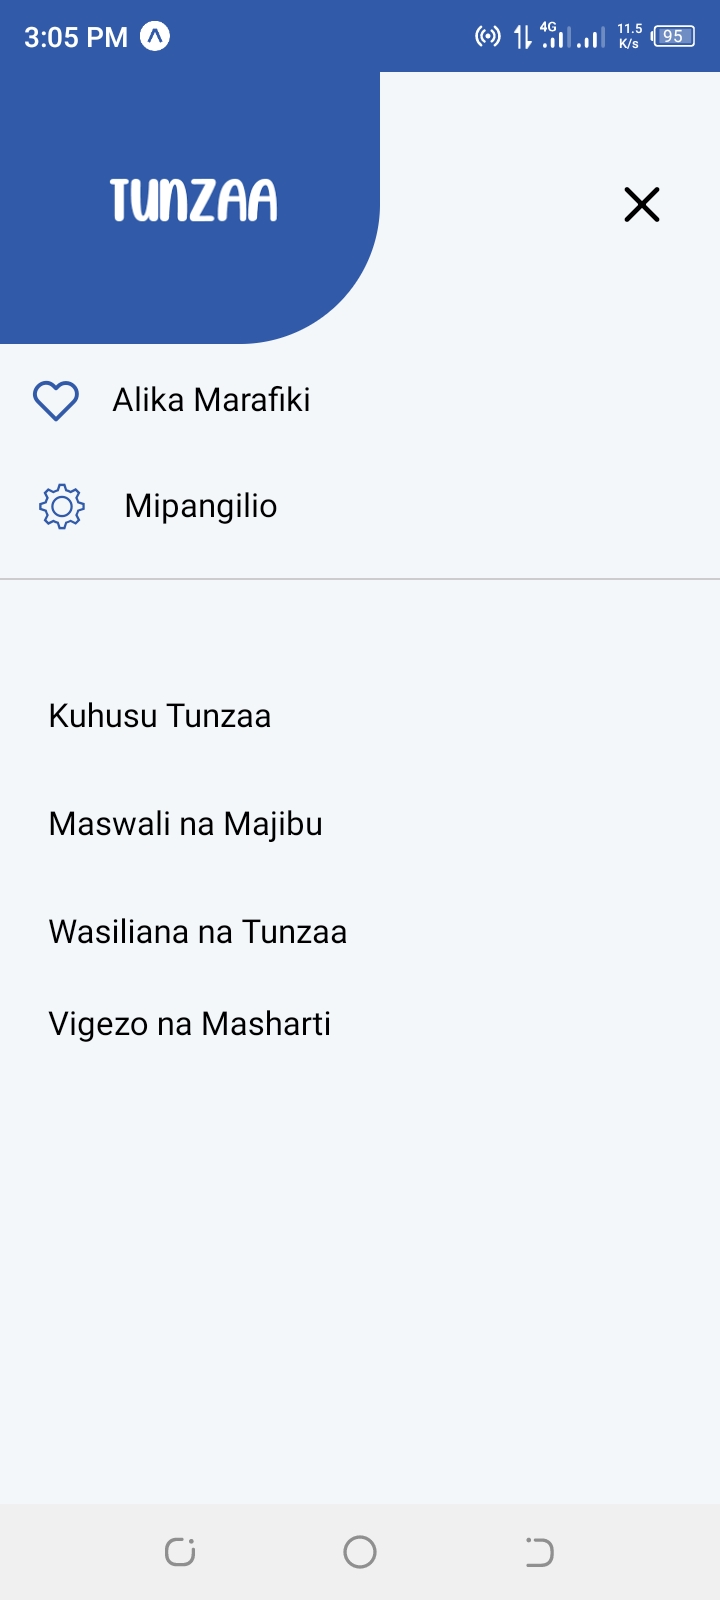 3:05 PM
4G
11.5
K/s
95
TUNZAA
Alika Marafiki
Mipangilio
Kuhusu Tunzaa
Maswali na Majibu
Wasiliana na Tunzaa
Vigezo na Masharti